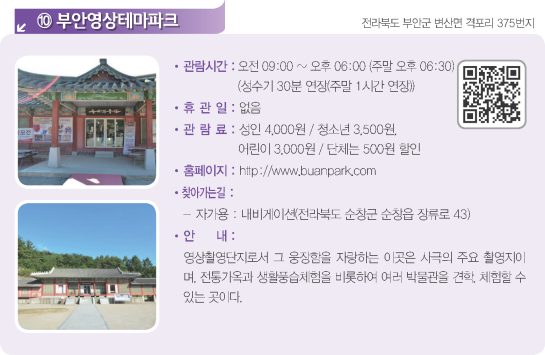 ⑩ 부안영상테마파크
전라북도 부안군 변산면 격포리 375번지
• 관람시간 : 오전 09:00 ~ 오후 06:00 (주말 오후 06:30)
(성수기 30분 연장(주말 1시간 연장))
• 휴 관 일 : 없음
• 관 람 료 : 성인 4,000원 / 청소년 3,500원,
어린이 3,000원 / 단체는 500원 할인
• 홈페이지 : http://www.buanpark.com
• 찾아가는길 :
– 자가용 : 내비게이션(전라북도 순창군 순창읍 장류로 43)
• 안 내 :
영상촬영단지로서 그 웅장함을 자랑하는 이곳은 사극의 주요 촬영지이
며, 전통가옥과 생활풍습체험을 비롯하여 여러 박물관을 견학, 체험할 수
있는 곳이다.